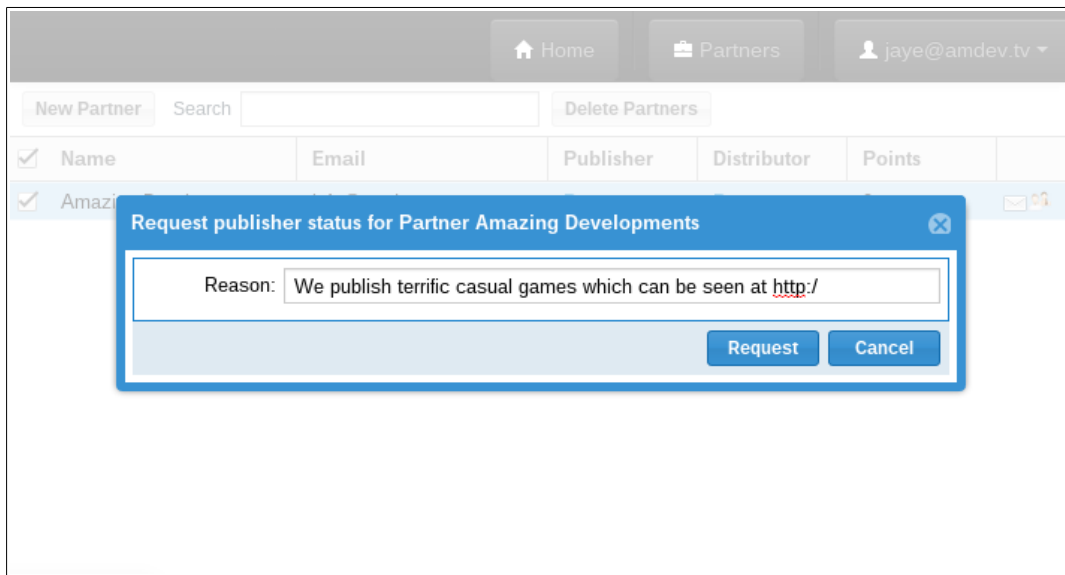 Home Partners jaye@amdev.tv
New Partner Search Delete Partners
Name Email Publisher Distributor Points
Request publisher status for Partner Amazing Developments
Reason: We publish terrific casual games which can be seen at http:/
Request Cancel